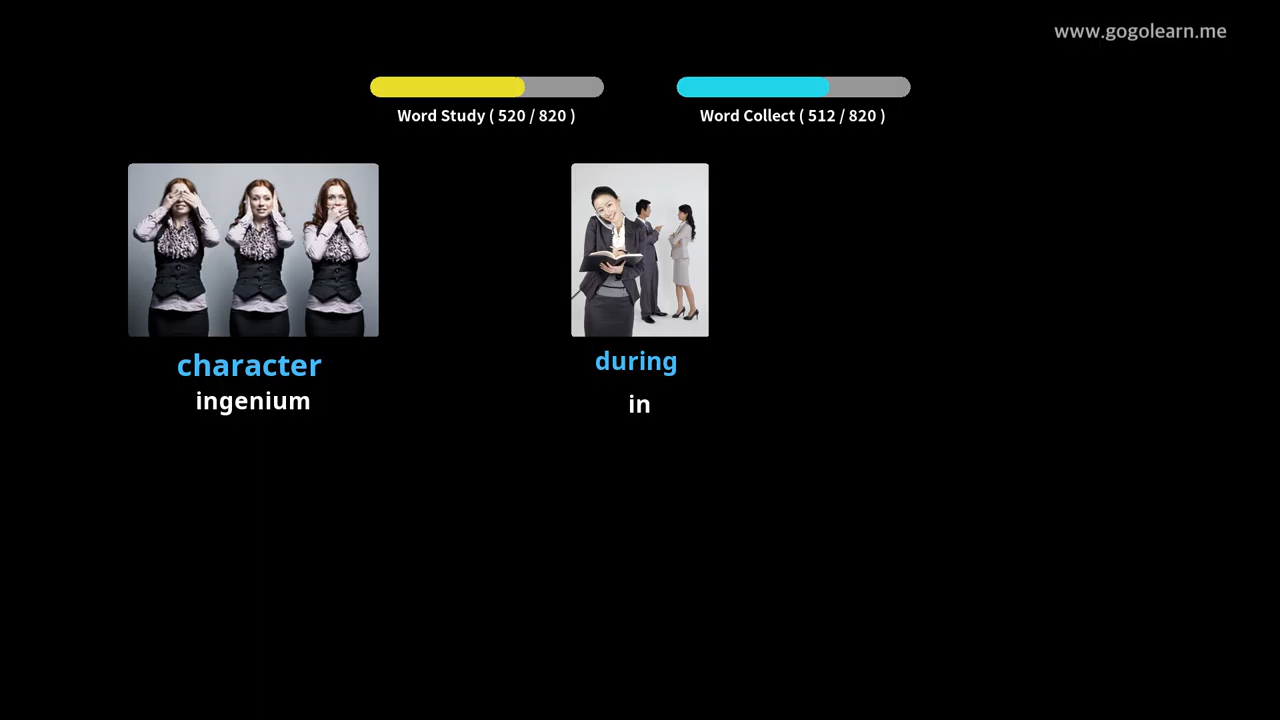 www.gogolearn.me
Word Study ( 520 / 820 )
Word Collect ( 512 / 820 )
character
ingenium
during
in